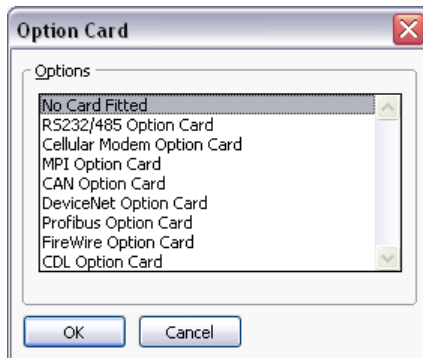 Option Card
Options
No Card Fitted
RS232/485 Option Card
Cellular Modem Option Card
MPI Option Card
CAN Option Card
DeviceNet Option Card
Profibus Option Card
FireWire Option Card
CDL Option Card
OK Cancel